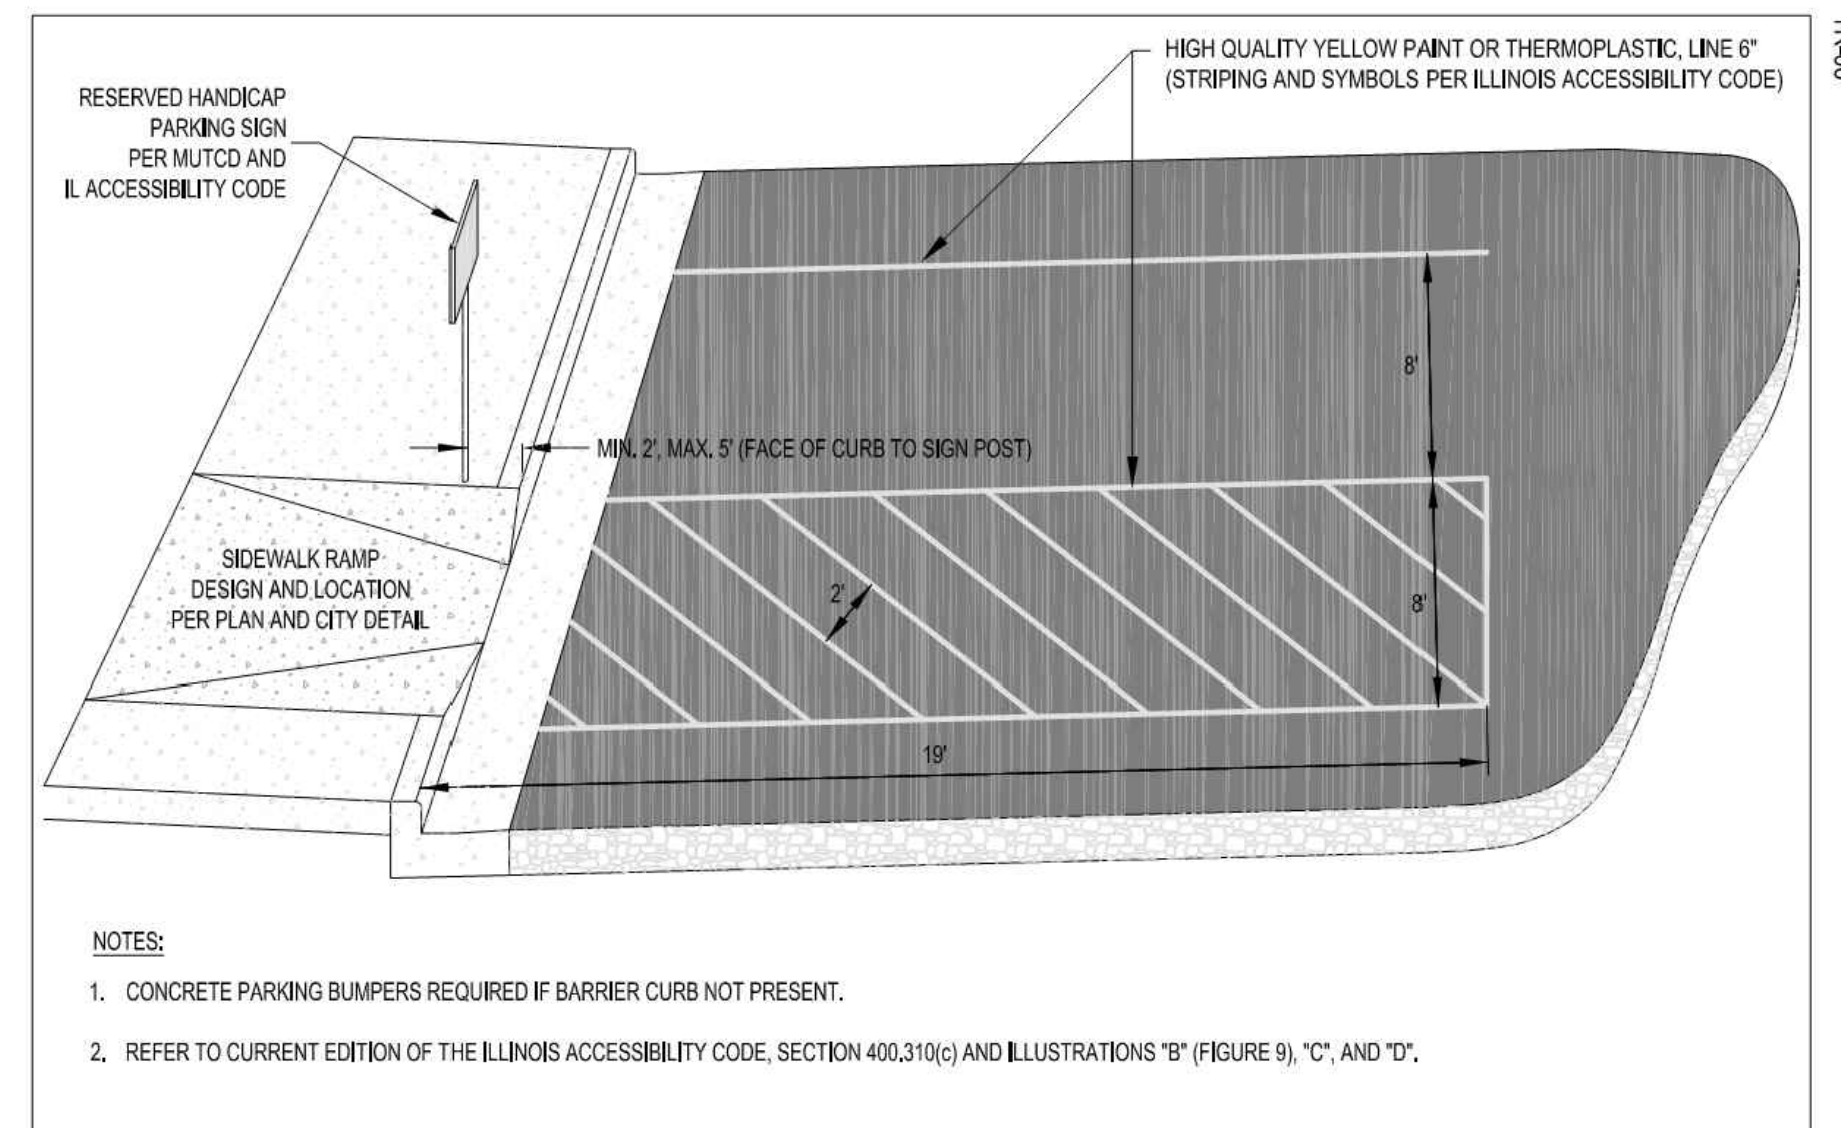 HIGH QUALITY YELLOW PAINT OR THERMOPLASTIC, LINE 6"
(STRIPING AND SYMBOLS PER ILLINOIS ACCESSIBILITY CODE)
RESERVED HANDICAP
PARKING SIGN
PER MUTCD AND
IL ACCESSIBILITY CODE
8'
MIN. 2', MAX. 5' (FACE OF CURB TO SIGN POST)
SIDEWALK RAMP
DESIGN AND LOCATION
PER PLAN AND CITY DETAIL
2'
8'
19'
NOTES:
1. CONCRETE PARKING BUMPERS REQUIRED IF BARRIER CURB NOT PRESENT.
2. REFER TO CURRENT EDITION OF THE ILLINOIS ACCESSIBILITY CODE, SECTION 400.310(c) AND ILLUSTRATIONS "B" (FIGURE 9), "C", AND "D".